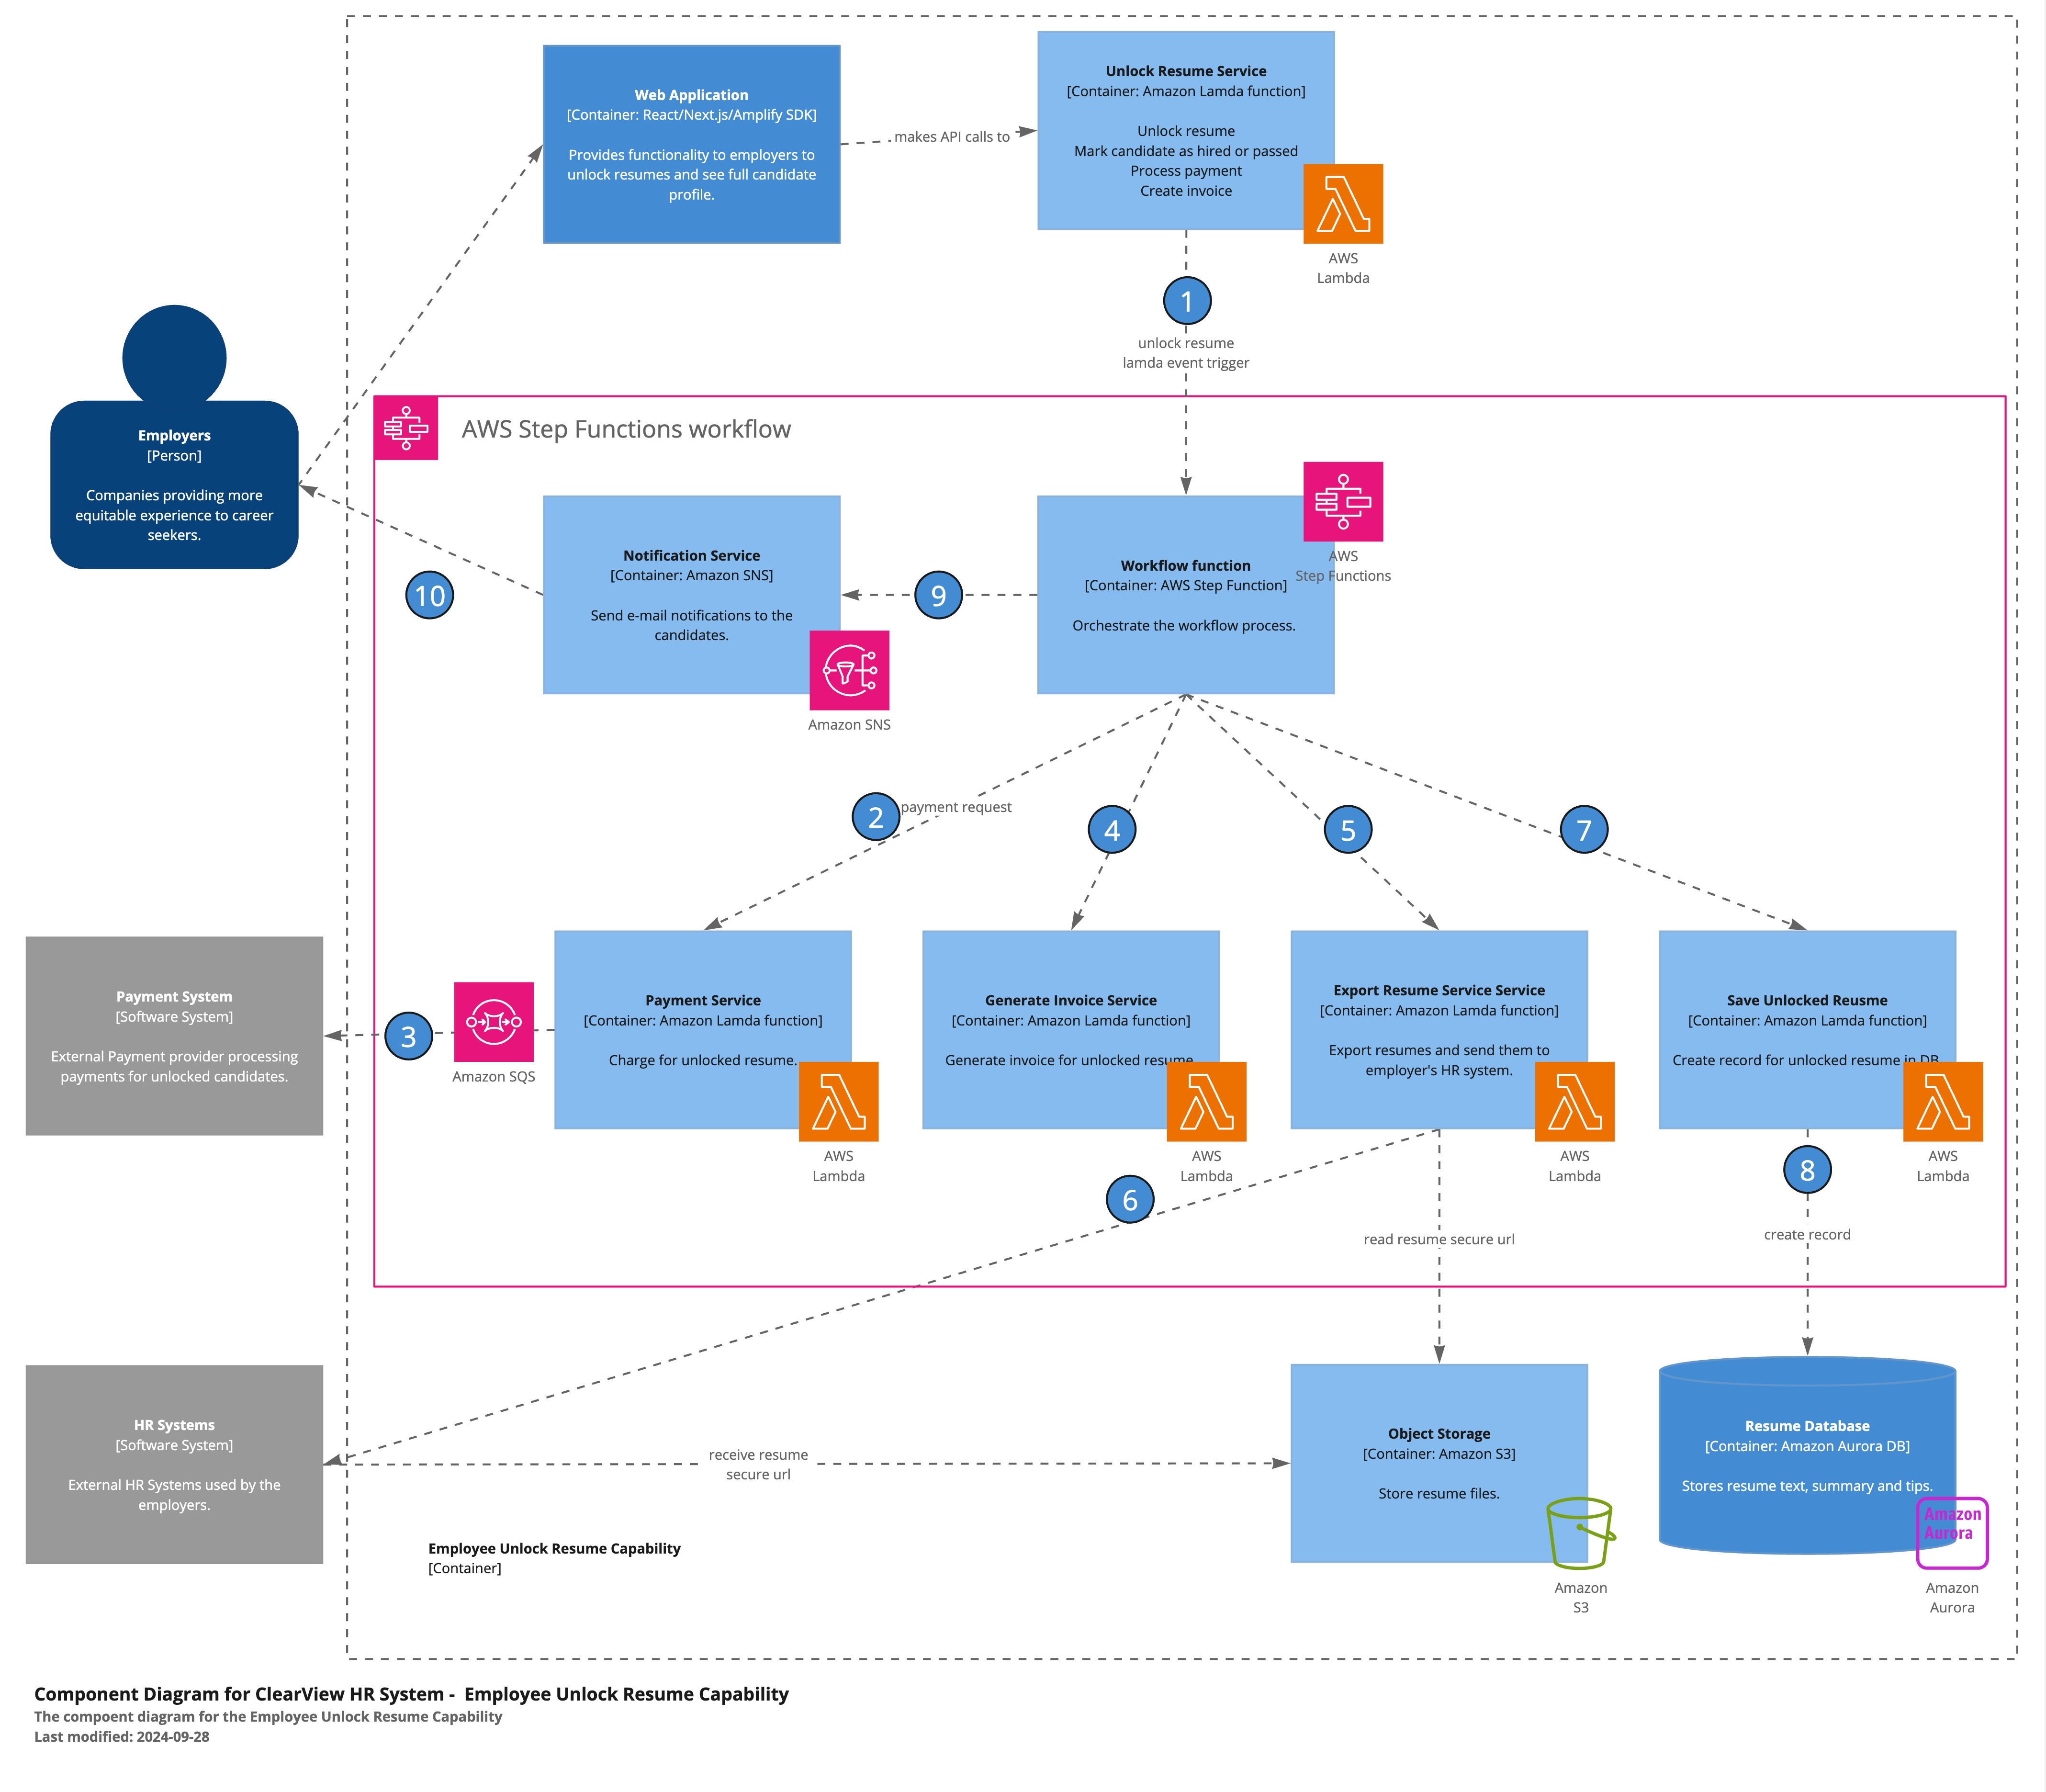 Web Application
[Container: React/Next.js/Amplify SDK]
Provides functionality to employers to
unlock resumes and see full candidate
profile.
makes API calls to
Unlock Resume Service
[Container: Amazon Lamda function]
Unlock resume
Mark candidate as hired or passed
Process payment
Create invoice
AWS
Lambda
1
unlock resume
lamda event trigger
Employers
[Person]
Companies providing more
equitable experience to career
seekers.
AWS Step Functions workflow
Notification Service
[Container: Amazon SNS]
Send e-mail notifications to the
candidates.
Amazon SNS
10
9
Workflow function
[Container: AWS Step Function]
Orchestrate the workflow process.
AWS
Step Functions
2
payment request
4
5
7
Payment System
[Software System]
External Payment provider processing
payments for unlocked candidates.
3
Amazon SQS
Payment Service
[Container: Amazon Lamda function]
Charge for unlocked resume.
AWS
Lambda
Generate Invoice Service
[Container: Amazon Lamda function]
Generate invoice for unlocked resume
AWS
Lambda
Export Resume Service Service
[Container: Amazon Lamda function]
Export resumes and send them to
employer's HR system.
AWS
Lambda
Save Unlocked Reusme
[Container: Amazon Lamda function]
Create record for unlocked resume in DB
AWS
Lambda
6
8
read resume secure url
create record
HR Systems
[Software System]
External HR Systems used by the
employers.
receive resume
secure url
Object Storage
[Container: Amazon S3]
Store resume files.
Amazon
S3
Resume Database
[Container: Amazon Aurora DB]
Stores resume text, summary and tips.
Amazon
Aurora
Amazon
Aurora
Employee Unlock Resume Capability
[Container]
Component Diagram for ClearView HR System - Employee Unlock Resume Capability
The compoent diagram for the Employee Unlock Resume Capability
Last modified: 2024-09-28